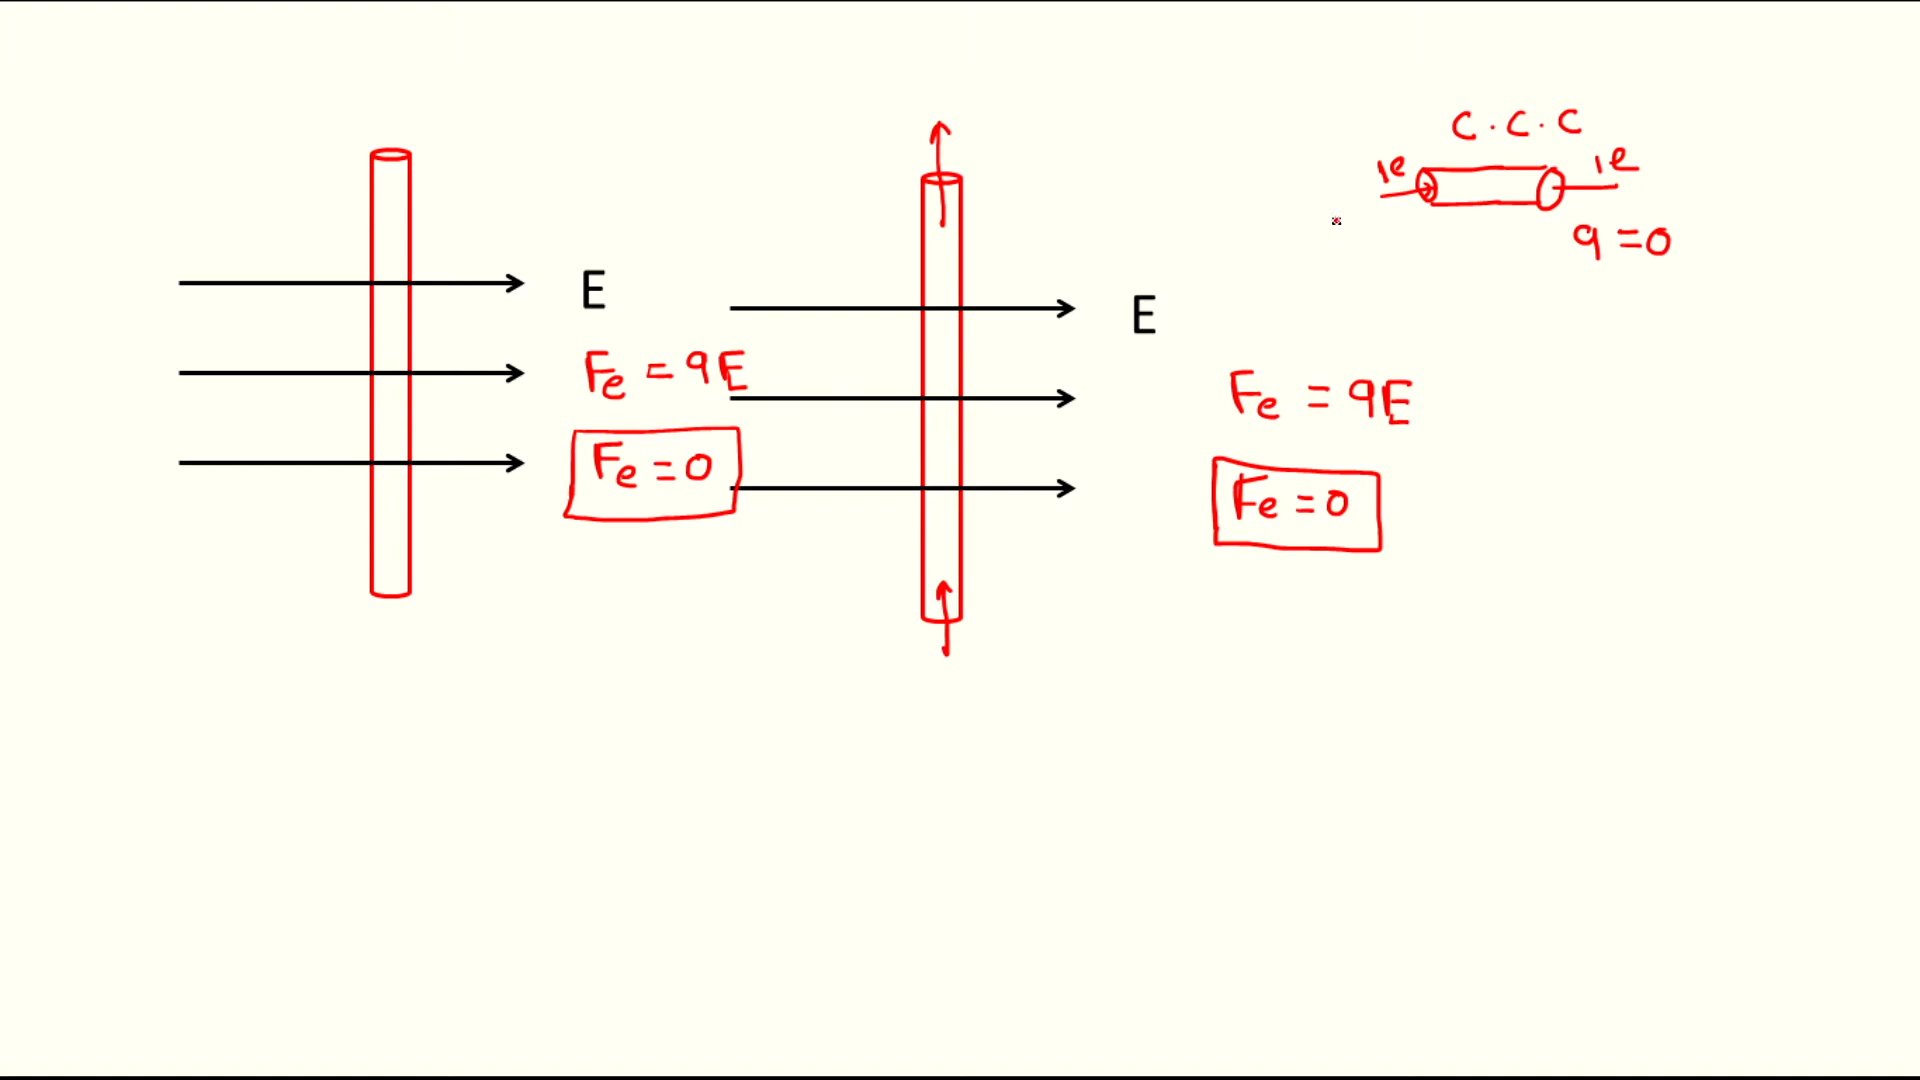 E
Fe = qE
Fe = 0
E
Fe = qE
Fe = 0
C.C.C
1e 1e
q = 0